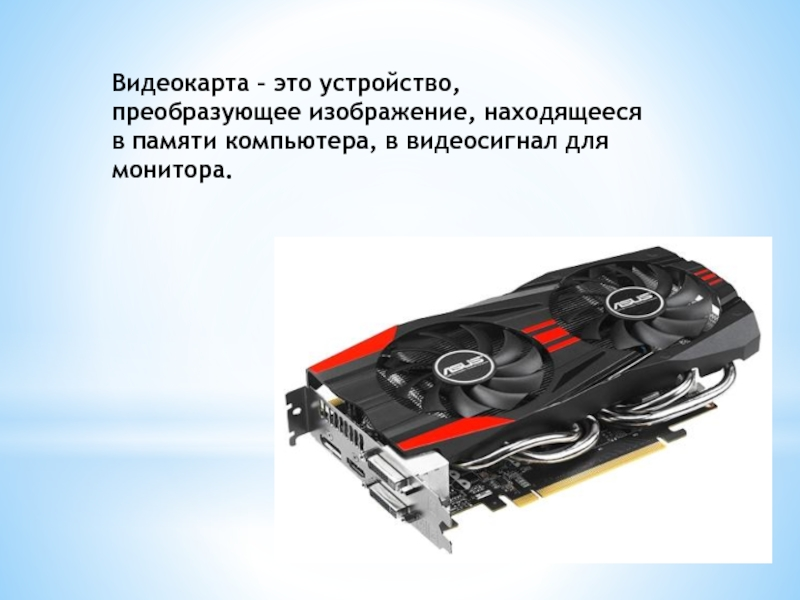 Видеокарта – это устройство,
преобразующее изображение, находящееся
в памяти компьютера, в видеосигнал для
монитора.
ASUS
ASUS